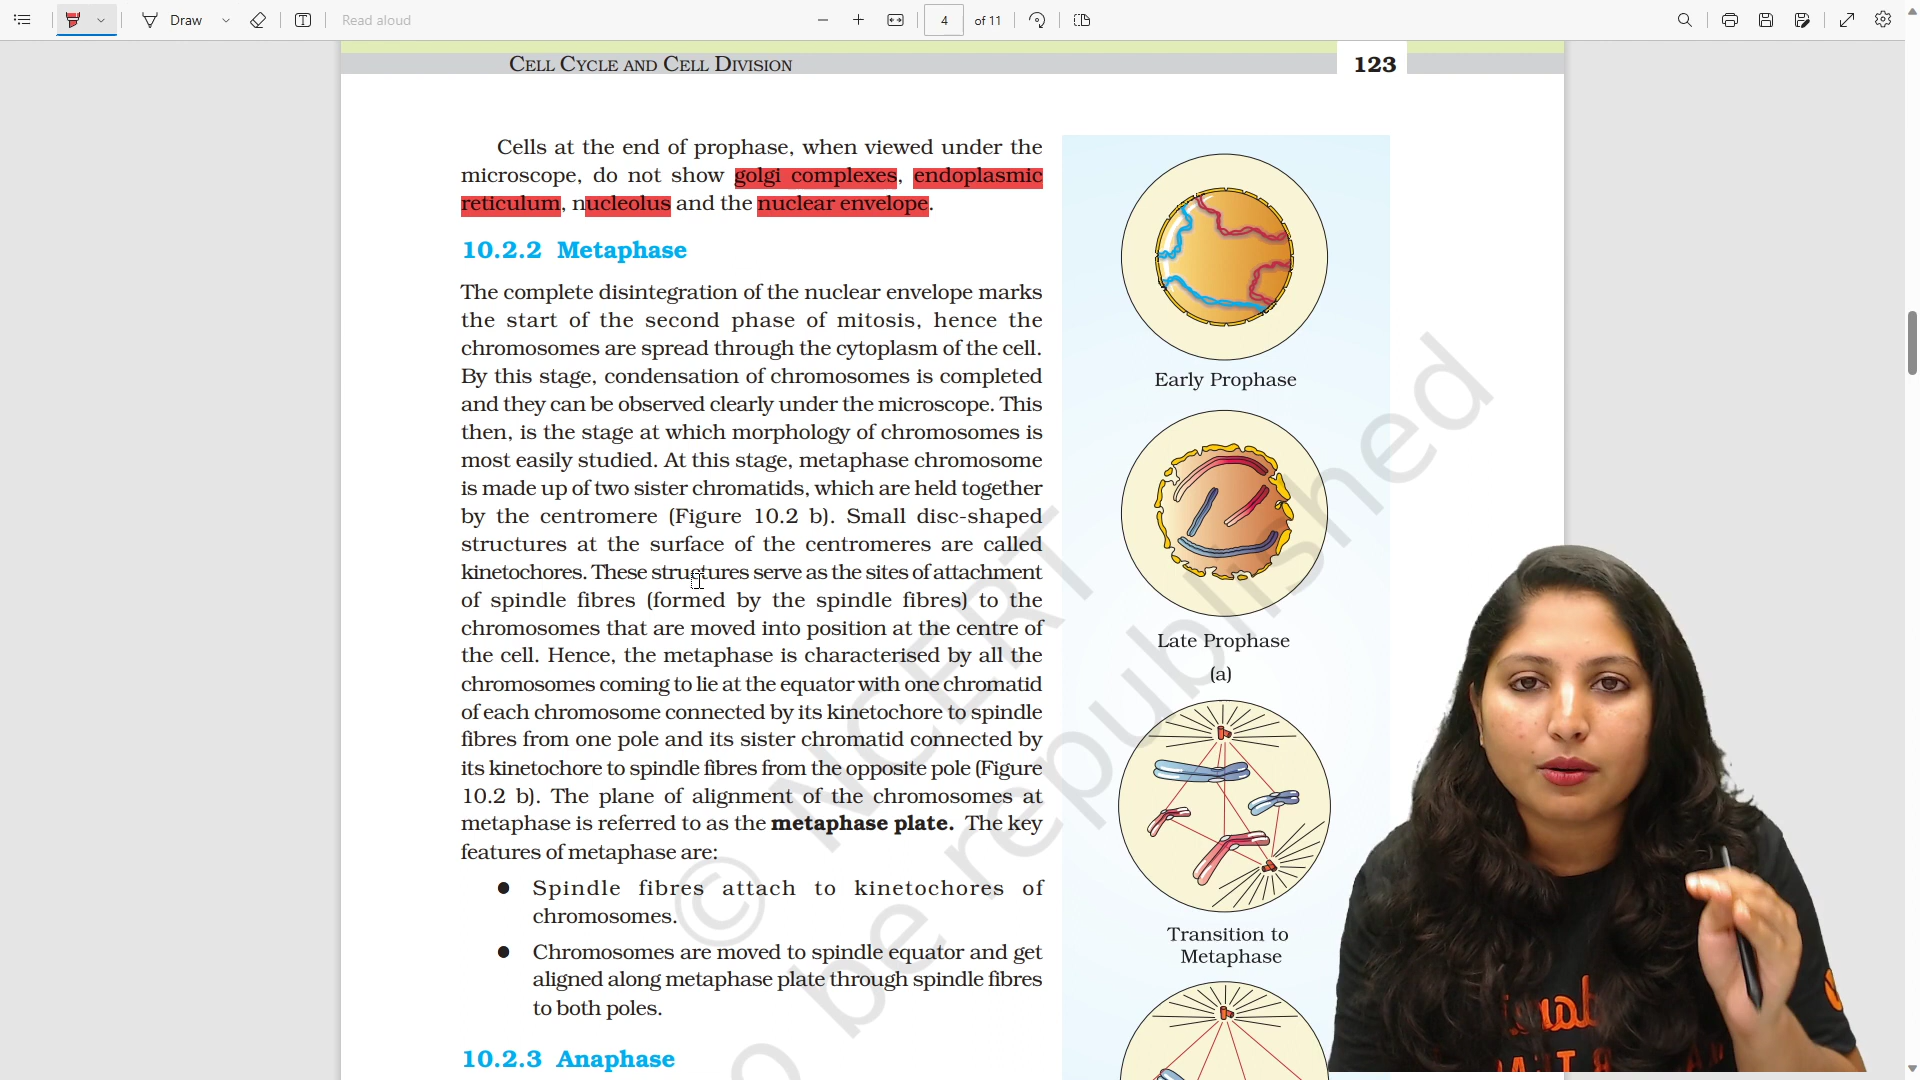 Draw
Read aloud
4 of 11
CELL CYCLE AND CELL DIVISION
123
Cells at the end of prophase, when viewed under the
microscope, do not show golgi complexes, endoplasmic
reticulum, nucleolus and the nuclear envelope.
10.2.2 Metaphase
The complete disintegration of the nuclear envelope marks
the start of the second phase of mitosis, hence the
chromosomes are spread through the cytoplasm of the cell.
By this stage, condensation of chromosomes is completed
and they can be observed clearly under the microscope. This
then, is the stage at which morphology of chromosomes is
most easily studied. At this stage, metaphase chromosome
is made up of two sister chromatids, which are held together
by the centromere (Figure 10.2 b). Small disc-shaped
structures at the surface of the centromeres are called
kinetochores. These structures serve as the sites of attachment
of spindle fibres (formed by the spindle fibres) to the
chromosomes that are moved into position at the centre of
the cell. Hence, the metaphase is characterised by all the
chromosomes coming to lie at the equator with one chromatid
of each chromosome connected by its kinetochore to spindle
fibres from one pole and its sister chromatid connected by
its kinetochore to spindle fibres from the opposite pole (Figure
10.2 b). The plane of alignment of the chromosomes at
metaphase is referred to as the metaphase plate. The key
features of metaphase are:
● Spindle fibres attach to kinetochores of
chromosomes.
● Chromosomes are moved to spindle equator and get
aligned along metaphase plate through spindle fibres
to both poles.
10.2.3 Anaphase
Early Prophase
Late Prophase
(a)
Transition to
Metaphase
© NCERT
be republished